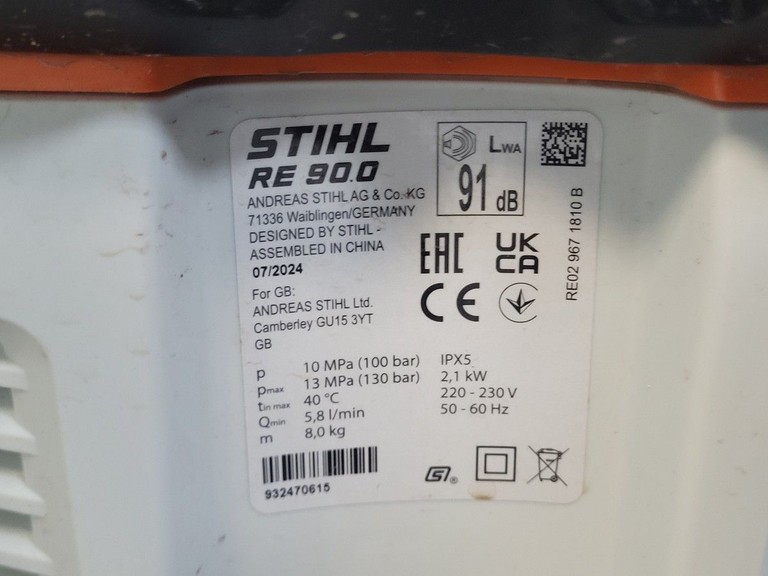 STIHL
RE 90.0
ANDREAS STIHL AG & Co. KG
71336 Waiblingen/GERMANY
DESIGNED BY STIHL -
ASSEMBLED IN CHINA
07/2024
For GB:
ANDREAS STIHL Ltd.
Camberley GU15 3YT
GB
LWA
91 dB
RE02 967 1810 B
EAC
UK
CA
CE
p 10 MPa (100 bar) IPX5
pmax 13 MPa (130 bar) 2,1 kW
tin max 40 °C 220 - 230 V
Qmin 5,8 l/min 50 - 60 Hz
m 8,0 kg
932470615
GS®